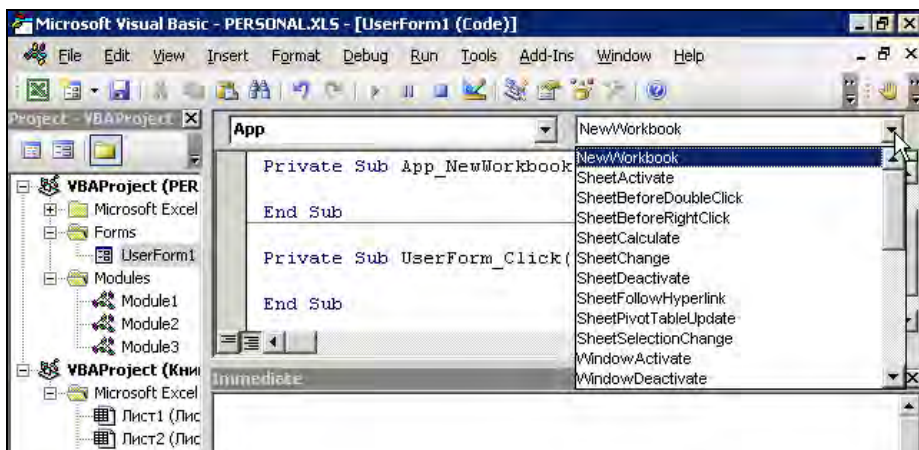 Microsoft Visual Basic - PERSONAL.XLS - [UserForm1 (Code)]
File Edit View Insert Format Debug Run Tools Add-Ins Window Help
Project - VBAProject
App
NewWorkbook
VBAProject (PER
Microsoft Excel
Forms
UserForm1
Modules
Module1
Module2
Module3
VBAProject (Кни
Microsoft Excel
Лист1 (Лис
Лист2 (Лис
Private Sub App_NewWorkbook
End Sub
Private Sub UserForm_Click(
End Sub
NewWorkbook
SheetActivate
SheetBeforeDoubleClick
SheetBeforeRightClick
SheetCalculate
SheetChange
SheetDeactivate
SheetFollowHyperlink
SheetPivotTableUpdate
SheetSelectionChange
WindowActivate
WindowDeactivate
Immediate